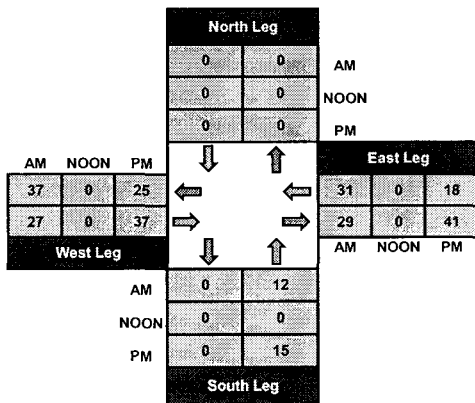 North Leg
0 0 AM
0 0 NOON
0 0 PM
AM NOON PM
East Leg
37 0 25
31 0 18
27 0 37
29 0 41
West Leg
AM NOON PM
AM 0 12
NOON 0 0
PM 0 15
South Leg